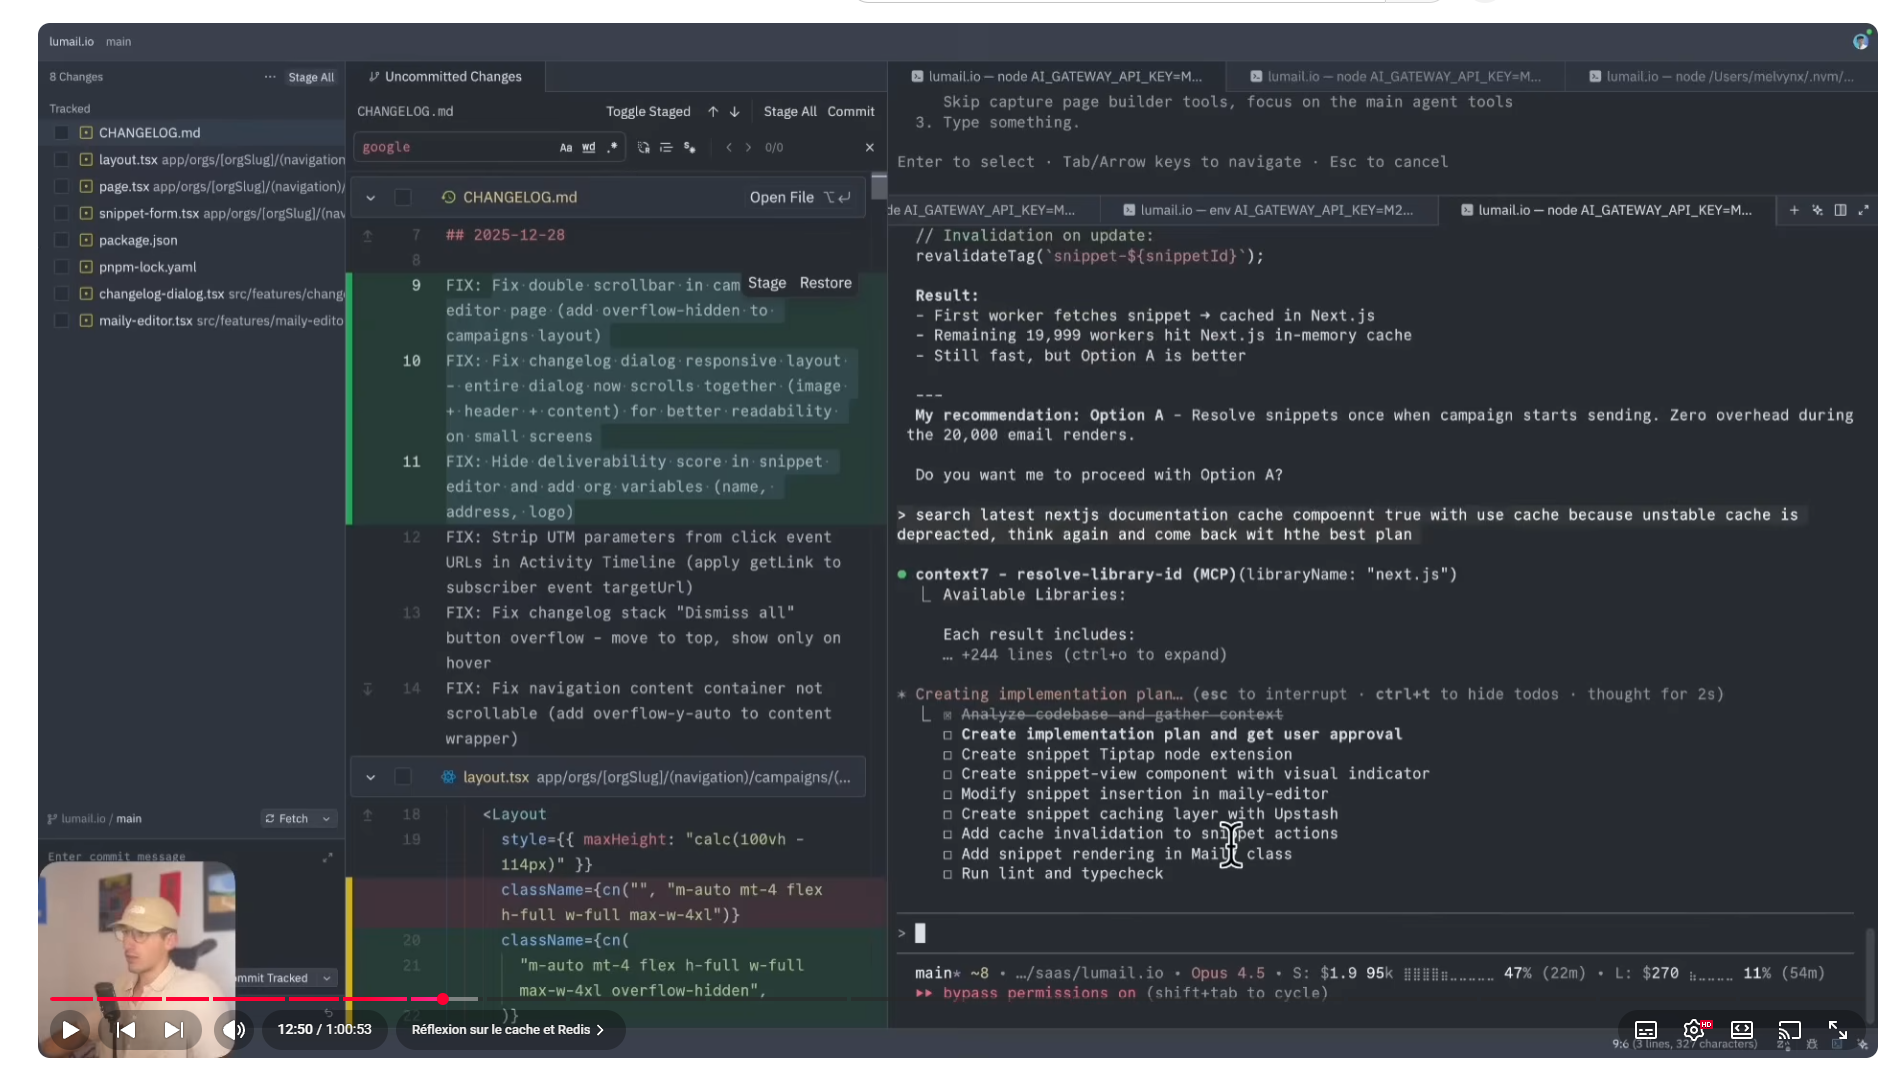 lumail.io main
8 Changes ··· Stage All
Tracked
CHANGELOG.md
layout.tsx app/orgs/[orgSlug]/(navigation
page.tsx app/orgs/[orgSlug]/(navigation)/
snippet-form.tsx app/orgs/[orgSlug]/(nav
package.json
pnpm-lock.yaml
changelog-dialog.tsx src/features/chang
maily-editor.tsx src/features/maily-edito
lumail.io / main Fetch
Enter commit message
mmit Tracked
Uncommitted Changes
CHANGELOG.md Toggle Staged ↑ ↓ Stage All Commit
google Aa wd .* 0/0
CHANGELOG.md Open File
7 ## 2025-12-28
8
Stage Restore
9 FIX: Fix double scrollbar in cam
editor page (add overflow-hidden to
campaigns layout)
10 FIX: Fix changelog dialog responsive layout
- entire dialog now scrolls together (image
+ header + content) for better readability
on small screens
11 FIX: Hide deliverability score in snippet
editor and add org variables (name,
address, logo)
12 FIX: Strip UTM parameters from click event
URLs in Activity Timeline (apply getLink to
subscriber event targetUrl)
13 FIX: Fix changelog stack "Dismiss all"
button overflow - move to top, show only on
hover
14 FIX: Fix navigation content container not
scrollable (add overflow-y-auto to content
wrapper)
layout.tsx app/orgs/[orgSlug]/(navigation)/campaigns/(...
18 <Layout
19 style={{ maxHeight: "calc(100vh -
114px)" }}
className={cn("", "m-auto mt-4 flex
h-full w-full max-w-4xl")}
20 className={cn(
21 "m-auto mt-4 flex h-full w-full
max-w-4xl overflow-hidden",
22 )}
lumail.io — node AI_GATEWAY_API_KEY=M... lumail.io — node AI_GATEWAY_API_KEY=M... lumail.io — node /Users/melvynx/.nvm/...
Skip capture page builder tools, focus on the main agent tools
3. Type something.
Enter to select · Tab/Arrow keys to navigate · Esc to cancel
de AI_GATEWAY_API_KEY=M... lumail.io — env AI_GATEWAY_API_KEY=M2... lumail.io — node AI_GATEWAY_API_KEY=M...
// Invalidation on update:
revalidateTag(`snippet-${snippetId}`);
Result:
- First worker fetches snippet → cached in Next.js
- Remaining 19,999 workers hit Next.js in-memory cache
- Still fast, but Option A is better
---
My recommendation: Option A - Resolve snippets once when campaign starts sending. Zero overhead during
the 20,000 email renders.
Do you want me to proceed with Option A?
> search latest nextjs documentation cache compoennt true with use cache because unstable cache is
depreacted, think again and come back wit hthe best plan
context7 - resolve-library-id (MCP)(libraryName: "next.js")
Available Libraries:
Each result includes:
… +244 lines (ctrl+o to expand)
* Creating implementation plan… (esc to interrupt · ctrl+t to hide todos · thought for 2s)
Analyze codebase and gather context
Create implementation plan and get user approval
Create snippet Tiptap node extension
Create snippet-view component with visual indicator
Modify snippet insertion in maily-editor
Create snippet caching layer with Upstash
Add cache invalidation to snippet actions
Add snippet rendering in Maily class
Run lint and typecheck
>
main* ~8 · …/saas/lumail.io · Opus 4.5 · S: $1.9 95k 47% (22m) · L: $270 11% (54m)
bypass permissions on (shift+tab to cycle)
12:50 / 1:00:53 Réflexion sur le cache et Redis
HD
9:6 (3 lines, 327 characters)